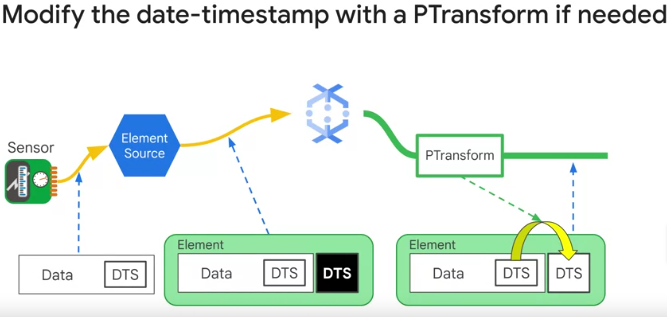 Modify the date-timestamp with a PTransform if needed
Sensor
Element
Source
PTransform
Data
DTS
Element
Data
DTS
DTS
Element
Data
DTS
DTS